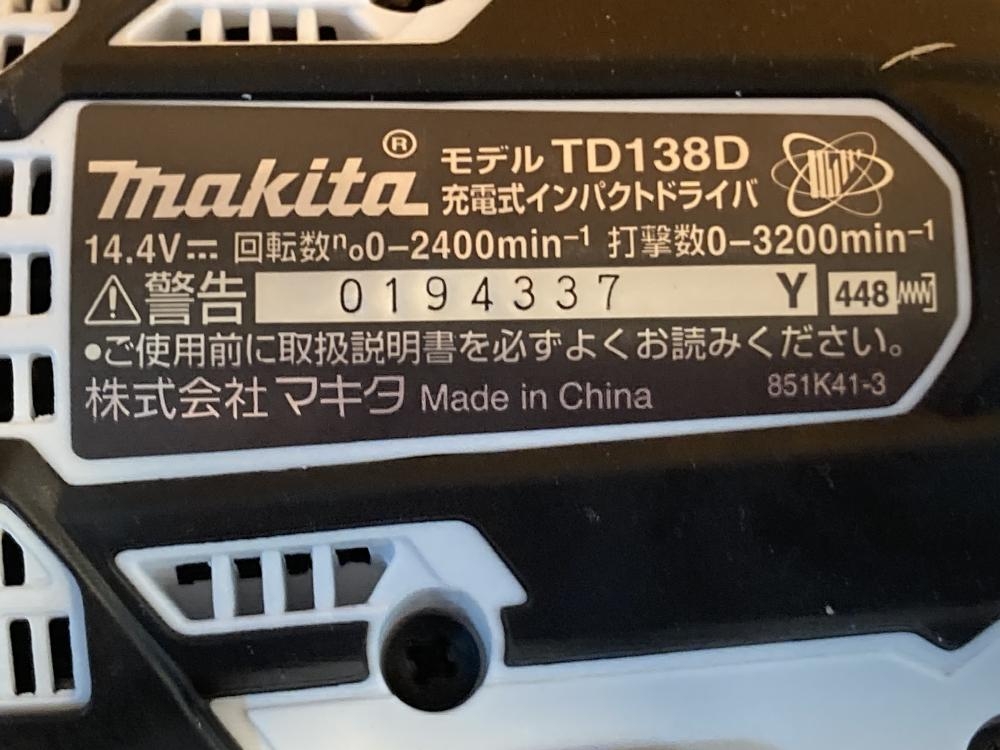 makita® モデル TD138D
充電式インパクトドライバ
14.4V⎓ 回転数n₀0-2400min⁻¹ 打撃数0-3200min⁻¹
⚠警告 0194337 Y 448
●ご使用前に取扱説明書を必ずよくお読みください。
株式会社マキタ Made in China 851K41-3